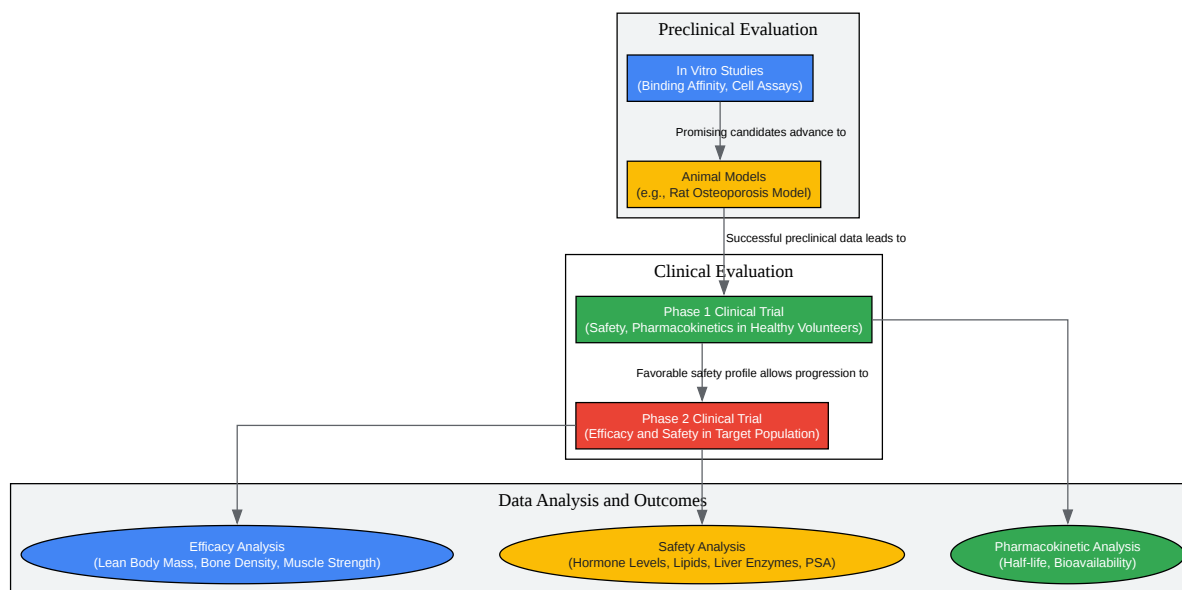 Preclinical Evaluation
In Vitro Studies
(Binding Affinity, Cell Assays)
Promising candidates advance to
Animal Models
(e.g., Rat Osteoporosis Model)
Successful preclinical data leads to
Clinical Evaluation
Phase 1 Clinical Trial
(Safety, Pharmacokinetics in Healthy Volunteers)
Favorable safety profile allows progression to
Phase 2 Clinical Trial
(Efficacy and Safety in Target Population)
Data Analysis and Outcomes
Efficacy Analysis
(Lean Body Mass, Bone Density, Muscle Strength)
Safety Analysis
(Hormone Levels, Lipids, Liver Enzymes, PSA)
Pharmacokinetic Analysis
(Half-life, Bioavailability)